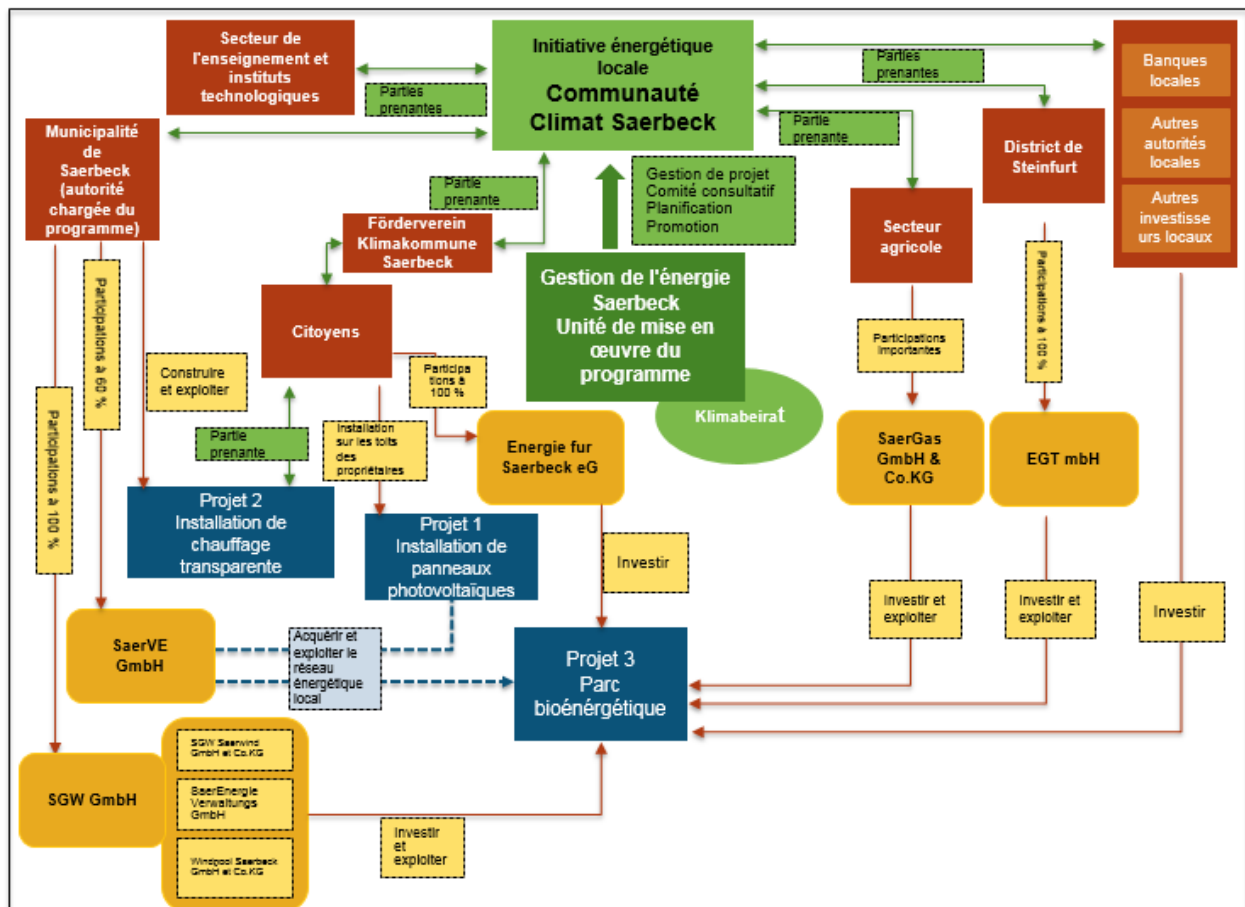 Secteur de
l'enseignement et
instituts
technologiques
Parties
prenantes
Initiative énergétique
locale
Communauté
Climat Saerbeck
Parties
prenantes
Partie
prenante
Banques
locales
Autres
autorités
locales
Autres
investisse
urs locaux
Municipalité
de
Saerbeck
(autorité
chargée du
programme)
District de
Steinfurt
Partie
prenante
Gestion de projet
Comité consultatif
Planification
Promotion
Förderverein
Klimakommune
Saerbeck
Secteur
agricole
Gestion de l'énergie
Saerbeck
Unité de mise en
œuvre du
programme
Klimabeirat
Citoyens
Participations à 60 %
Participations à 100 %
Construire
et exploiter
Participa
tions à
100 %
Participations
importantes
Participations à 100 %
Partie
prenante
Installation
sur les toits
des
propriétaires
Energie fur
Saerbeck eG
SaerGas
GmbH &
Co.KG
EGT mbH
Projet 2
Installation de
chauffage
transparente
Projet 1
Installation de
panneaux
photovoltaïques
Investir
Investir et
exploiter
Investir et
exploiter
Investir
SaerVE
GmbH
Acquérir et
exploiter le
réseau
énergétique
local
Projet 3
Parc
bioénérgétique
SGW GmbH
SGW Saerwind
GmbH et Co.KG
BaerEnergie
Verwaltungs
GmbH
Windpool Saerbeck
GmbH et Co.KG
Investir
et
exploiter